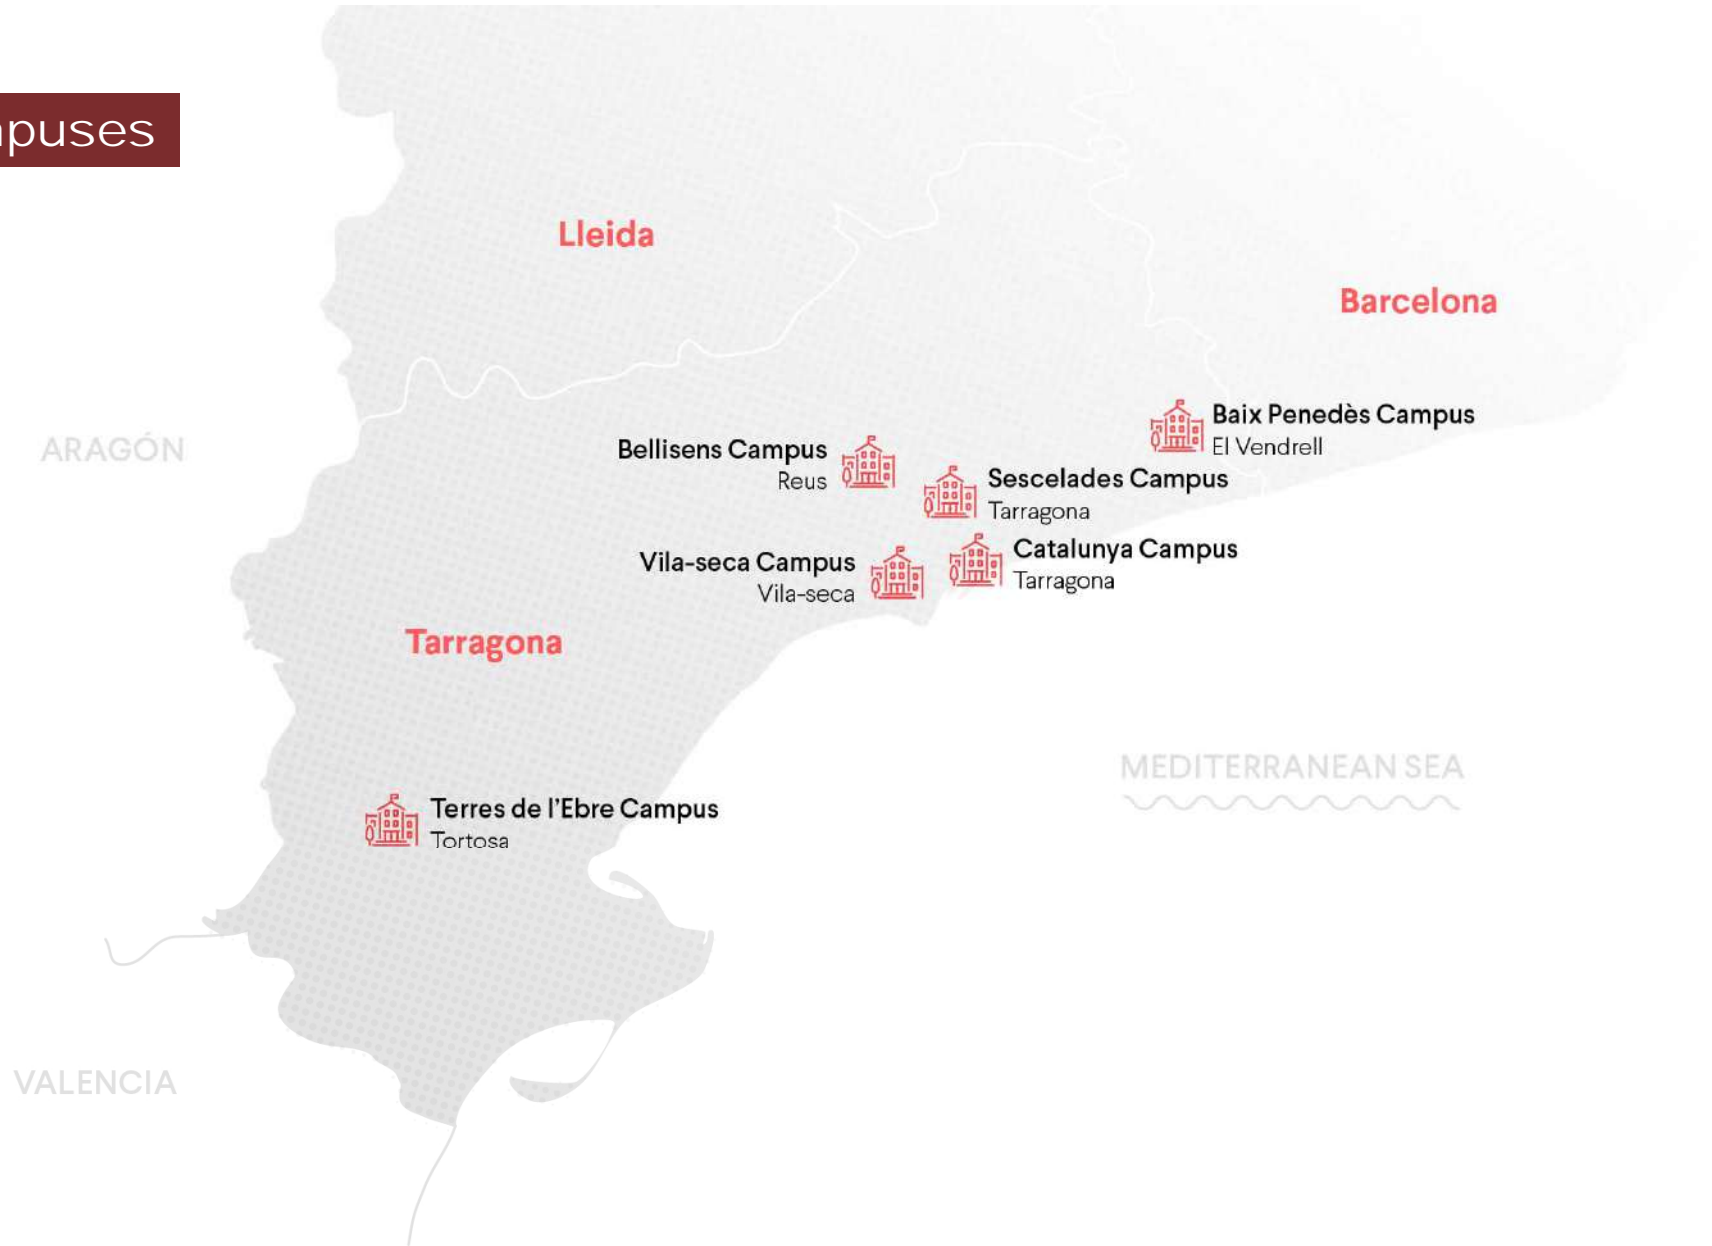 puses
Lleida
Barcelona
Baix Penedès Campus
El Vendrell
ARAGÓN
Bellisens Campus
Reus
Sescelades Campus
Tarragona
Catalunya Campus
Tarragona
Vila-seca Campus
Vila-seca
Tarragona
MEDITERRANEAN SEA
Terres de l'Ebre Campus
Tortosa
VALENCIA